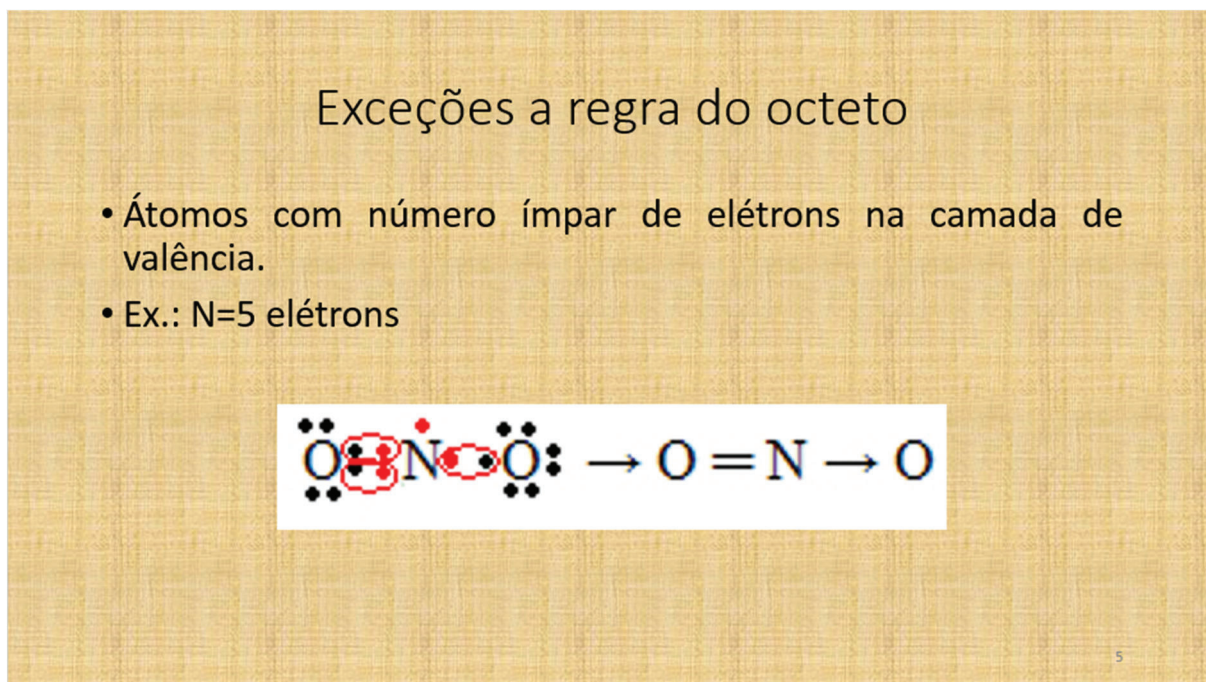 Exceções a regra do octeto
• Átomos com número ímpar de elétrons na camada de
valência.
• Ex.: N=5 elétrons
O N O → O = N → O
5